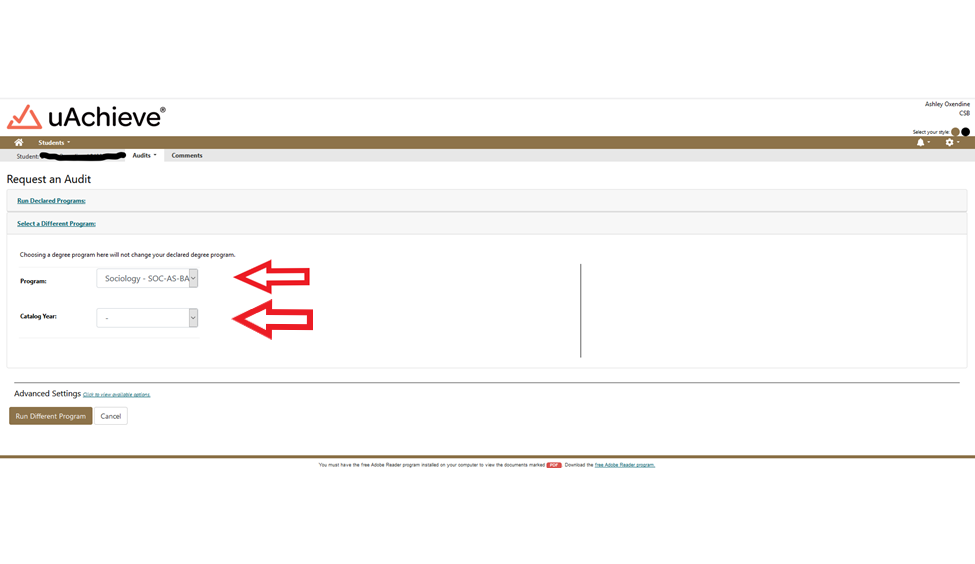 uAchieve®
Ashley Oxendine
CSB
Select your style:
Students
Student:
Audits
Comments
Request an Audit
Run Declared Programs:
Select a Different Program:
Choosing a degree program here will not change your declared degree program.
Program: Sociology - SOC-AS-BA
Catalog Year: -
Advanced Settings Click to view available options.
Run Different Program Cancel
You must have the free Adobe Reader program installed on your computer to view the documents marked PDF. Download the free Adobe Reader program.